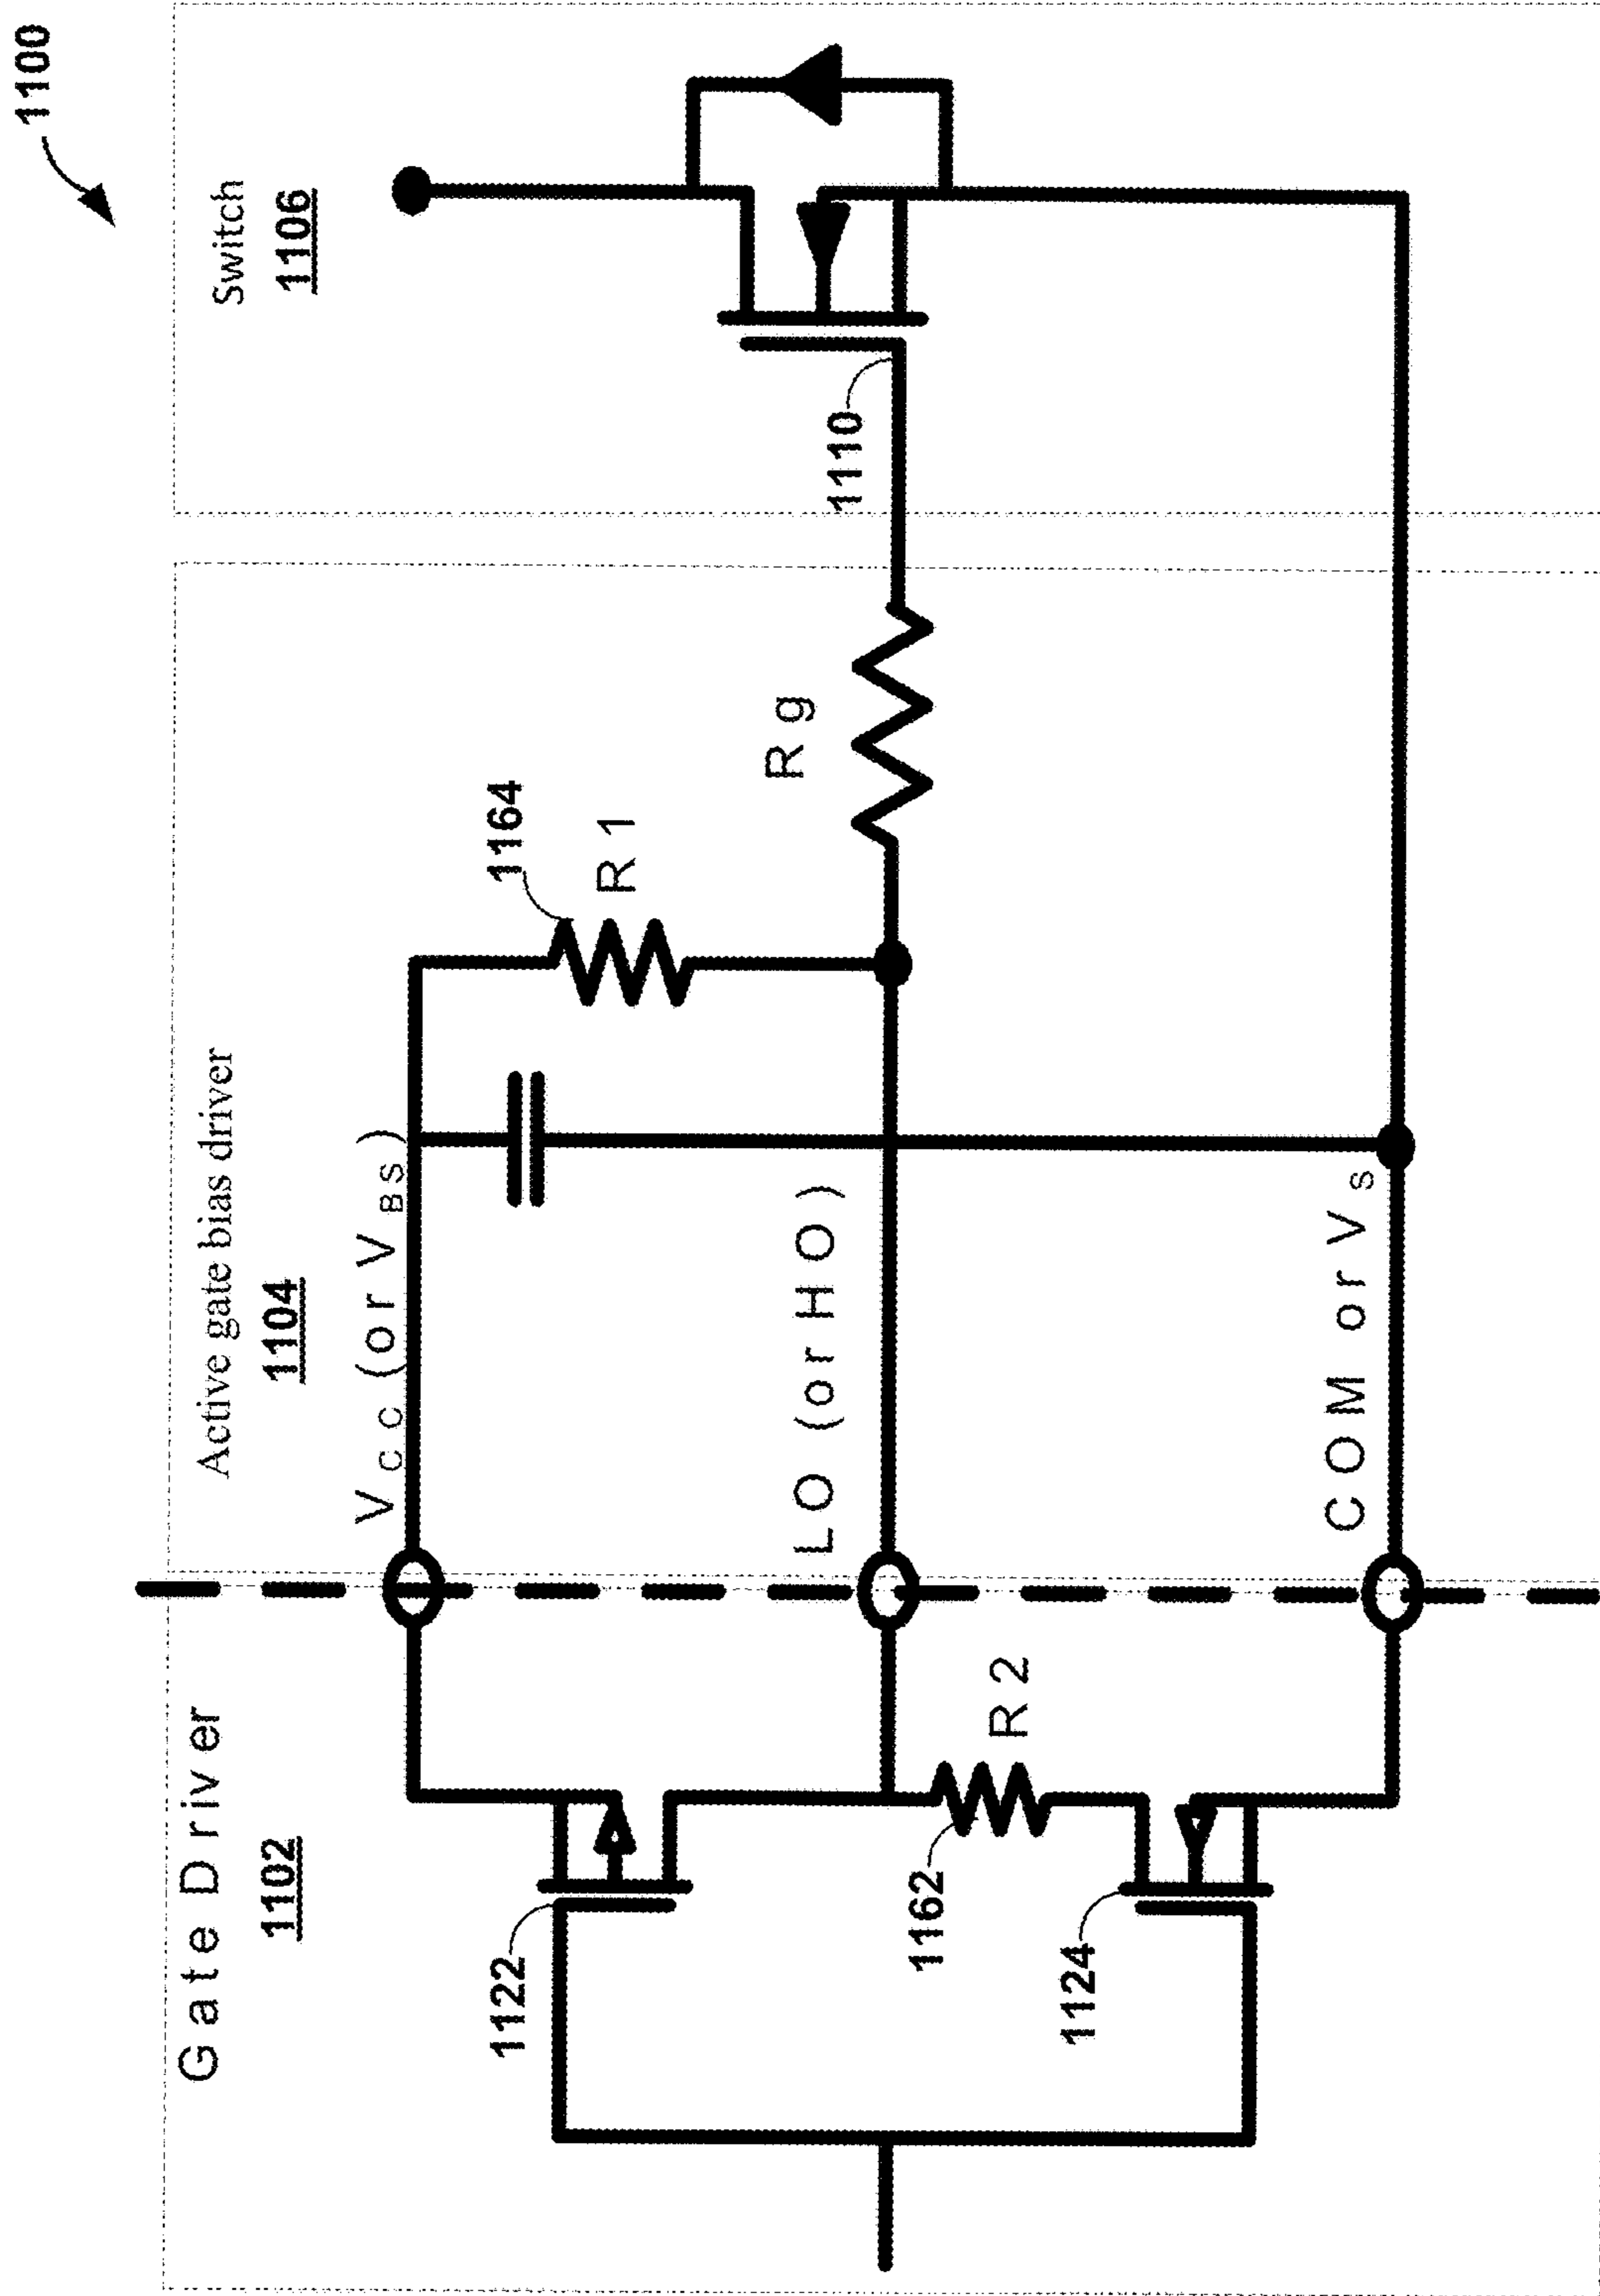 1100
Gate Driver
1102
Active gate bias driver
1104
Switch
1106
VCC (or VBS)
1164
R1
1122
LO (or HO)
Rg
1110
1162
R2
1124
COM or VS